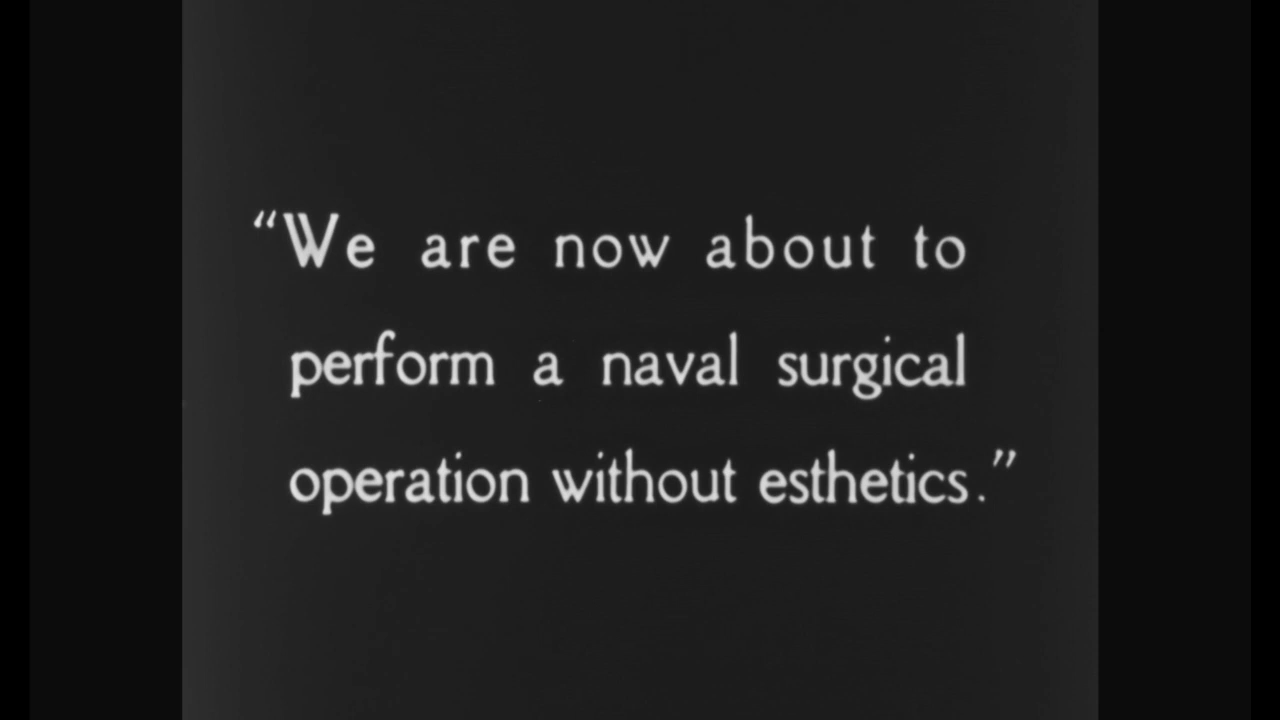 “We are now about to
perform a naval surgical
operation without esthetics.”